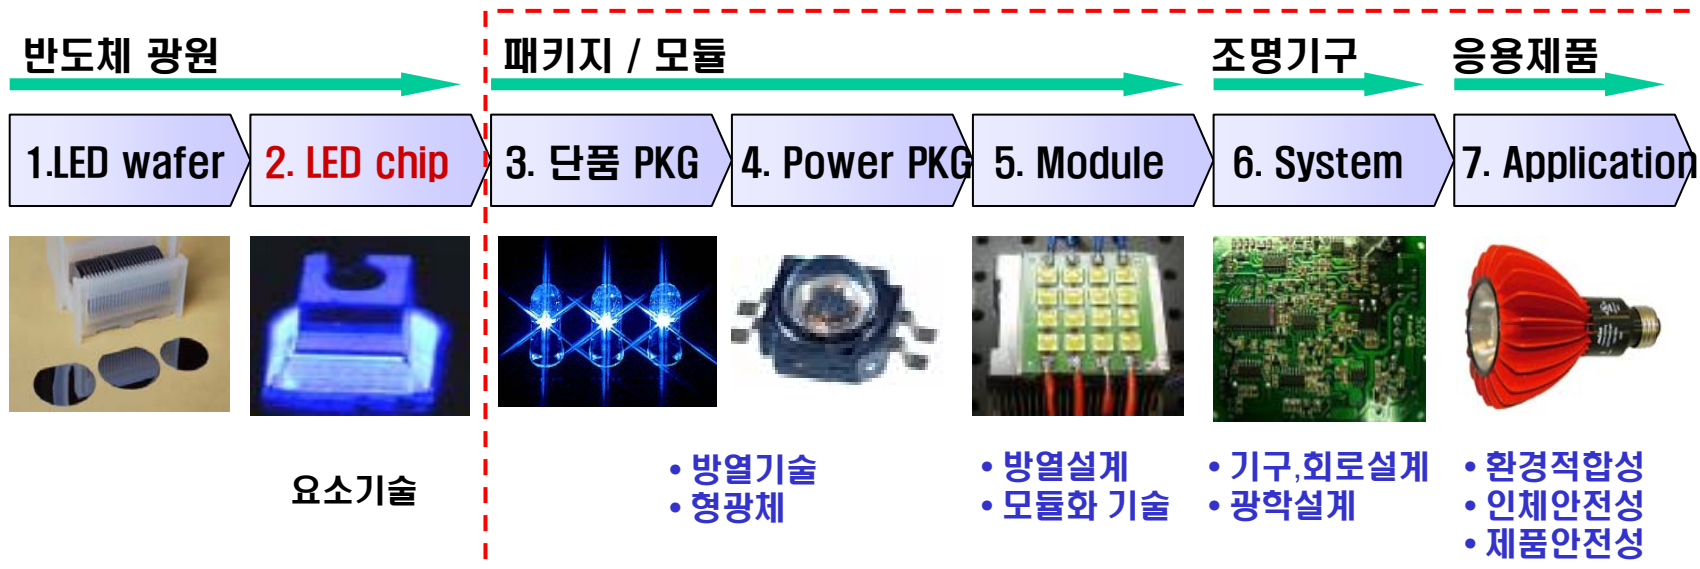 반도체 광원
패키지 / 모듈
조명기구
응용제품
1.LED wafer
2. LED chip
3. 단품 PKG
4. Power PKG
5. Module
6. System
7. Application
요소기술
• 방열기술
• 형광체
• 방열설계
• 모듈화 기술
• 기구,회로설계
• 광학설계
• 환경적합성
• 인체안전성
• 제품안전성